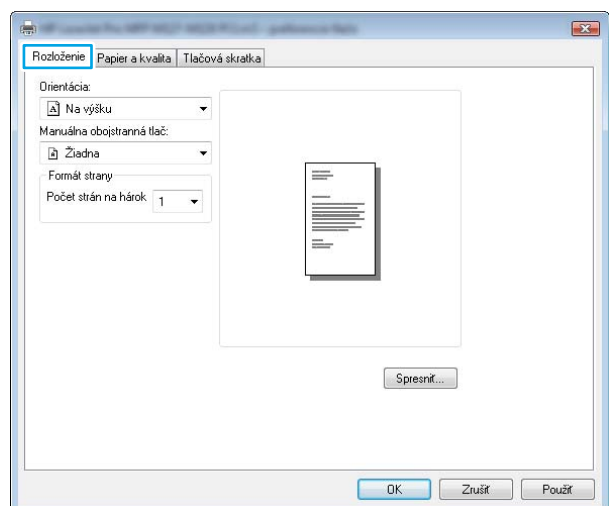 Rozloženie Papier a kvalita Tlačová skratka
Orientácia:
Na výšku
Manuálna obojstranná tlač:
Žiadna
Formát strany
Počet strán na hárok 1
Spresniť...
OK Zrušiť Použiť